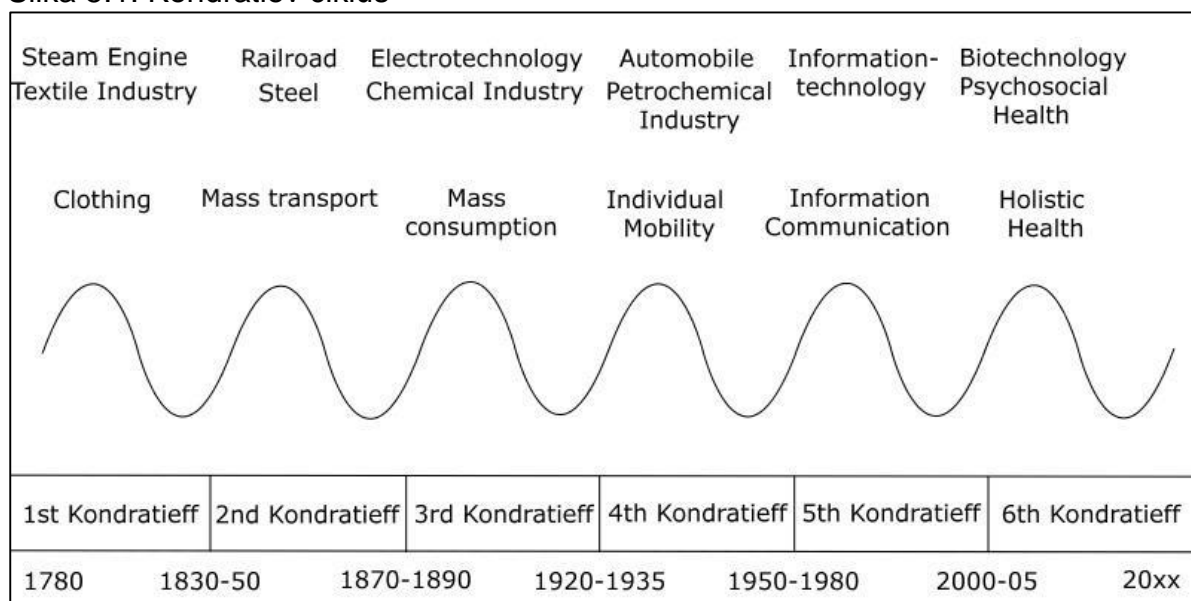 Steam Engine
Textile Industry
Railroad
Steel
Electrotechnology
Chemical Industry
Automobile
Petrochemical
Industry
Information-
technology
Biotechnology
Psychosocial
Health
Clothing
Mass transport
Mass
consumption
Individual
Mobility
Information
Communication
Holistic
Health
1st Kondratieff
2nd Kondratieff
3rd Kondratieff
4th Kondratieff
5th Kondratieff
6th Kondratieff
1780
1830-50
1870-1890
1920-1935
1950-1980
2000-05
20xx